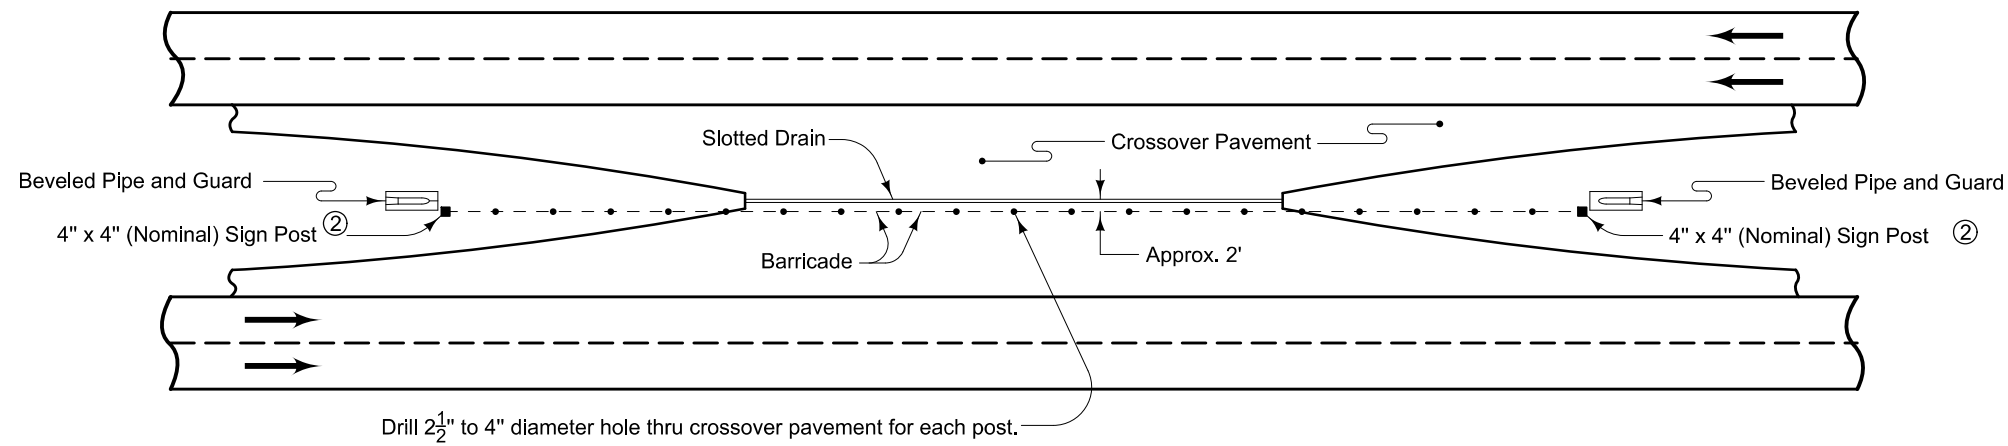 Slotted Drain
Crossover Pavement
Beveled Pipe and Guard
Beveled Pipe and Guard
4" x 4" (Nominal) Sign Post ②
4" x 4" (Nominal) Sign Post ②
Barricade
Approx. 2'
Drill 2½" to 4" diameter hole thru crossover pavement for each post.